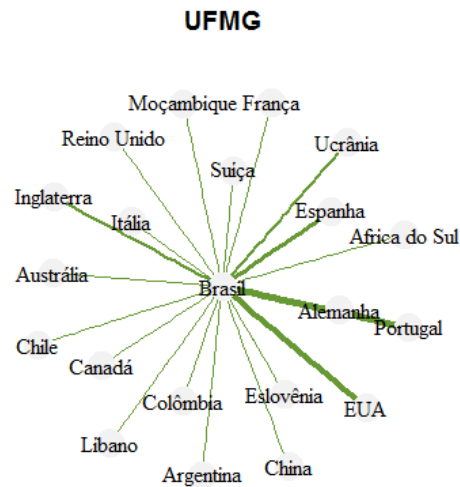 UFMG
Moçambique França
Reino Unido
Ucrânia
Suiça
Inglaterra
Itália
Espanha
Africa do Sul
Austrália
Brasil
Alemanha
Portugal
Chile
Canadá
Colômbia
Eslovênia
EUA
Líbano
Argentina
China